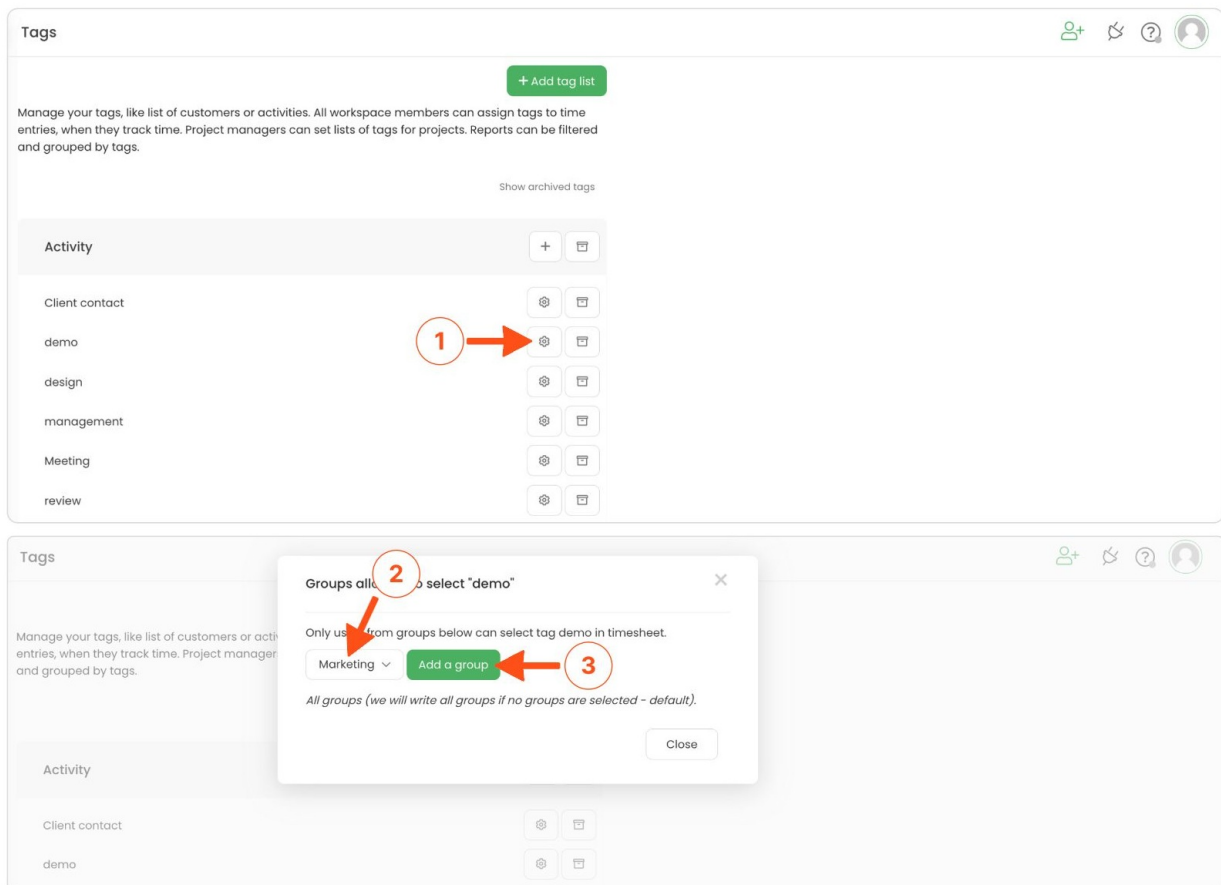 Tags
+ Add tag list
Manage your tags, like list of customers or activities. All workspace members can assign tags to time
entries, when they track time. Project managers can set lists of tags for projects. Reports can be filtered
and grouped by tags.
Show archived tags
Activity
Client contact
1
demo
design
management
Meeting
review
Tags
2
Groups all o select "demo"
Manage your tags, like list of customers or acti
Only us from groups below can select tag demo in timesheet.
entries, when they track time. Project manager
and grouped by tags.
Marketing
Add a group
3
All groups (we will write all groups if no groups are selected - default).
Close
Activity
Client contact
demo